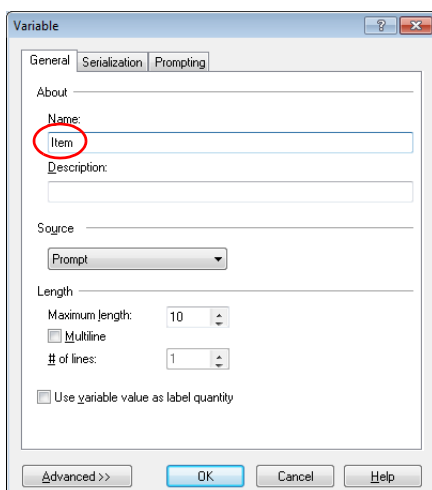 Variable
General Serialization Prompting
About
Name:
Item
Description:
Source
Prompt
Length
Maximum length: 10
Multiline
# of lines: 1
Use variable value as label quantity
Advanced >> OK Cancel Help